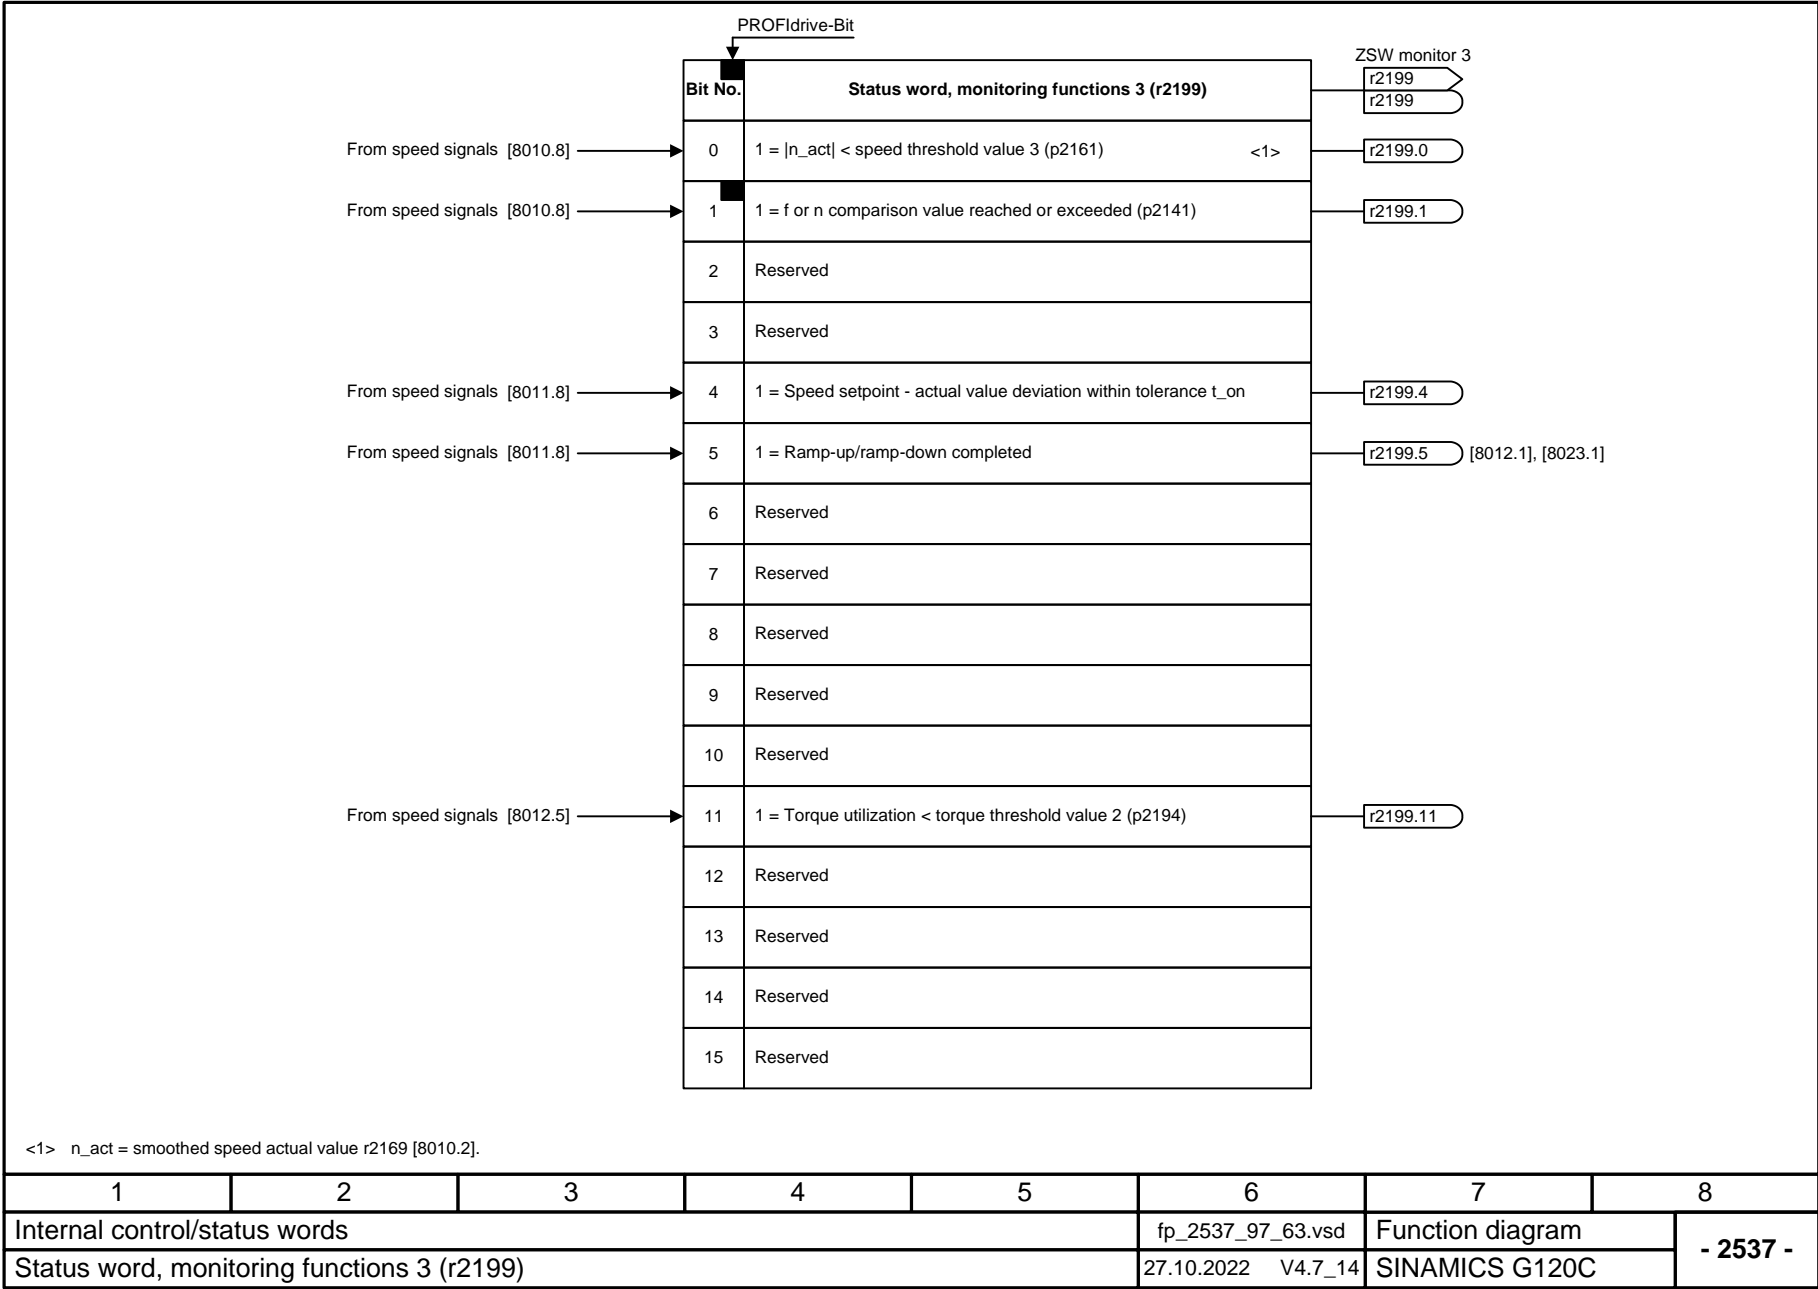 PROFIdrive-Bit
ZSW monitor 3
Bit No. Status word, monitoring functions 3 (r2199) r2199
r2199
From speed signals [8010.8] 0 1 = |n_act| < speed threshold value 3 (p2161) <1> r2199.0
From speed signals [8010.8] 1 1 = f or n comparison value reached or exceeded (p2141) r2199.1
2 Reserved
3 Reserved
From speed signals [8011.8] 4 1 = Speed setpoint - actual value deviation within tolerance t_on r2199.4
From speed signals [8011.8] 5 1 = Ramp-up/ramp-down completed r2199.5 [8012.1], [8023.1]
6 Reserved
7 Reserved
8 Reserved
9 Reserved
10 Reserved
From speed signals [8012.5] 11 1 = Torque utilization < torque threshold value 2 (p2194) r2199.11
12 Reserved
13 Reserved
14 Reserved
15 Reserved
<1> n_act = smoothed speed actual value r2169 [8010.2].
1 2 3 4 5 6 7 8
Internal control/status words fp_2537_97_63.vsd Function diagram - 2537 -
Status word, monitoring functions 3 (r2199) 27.10.2022 V4.7_14 SINAMICS G120C